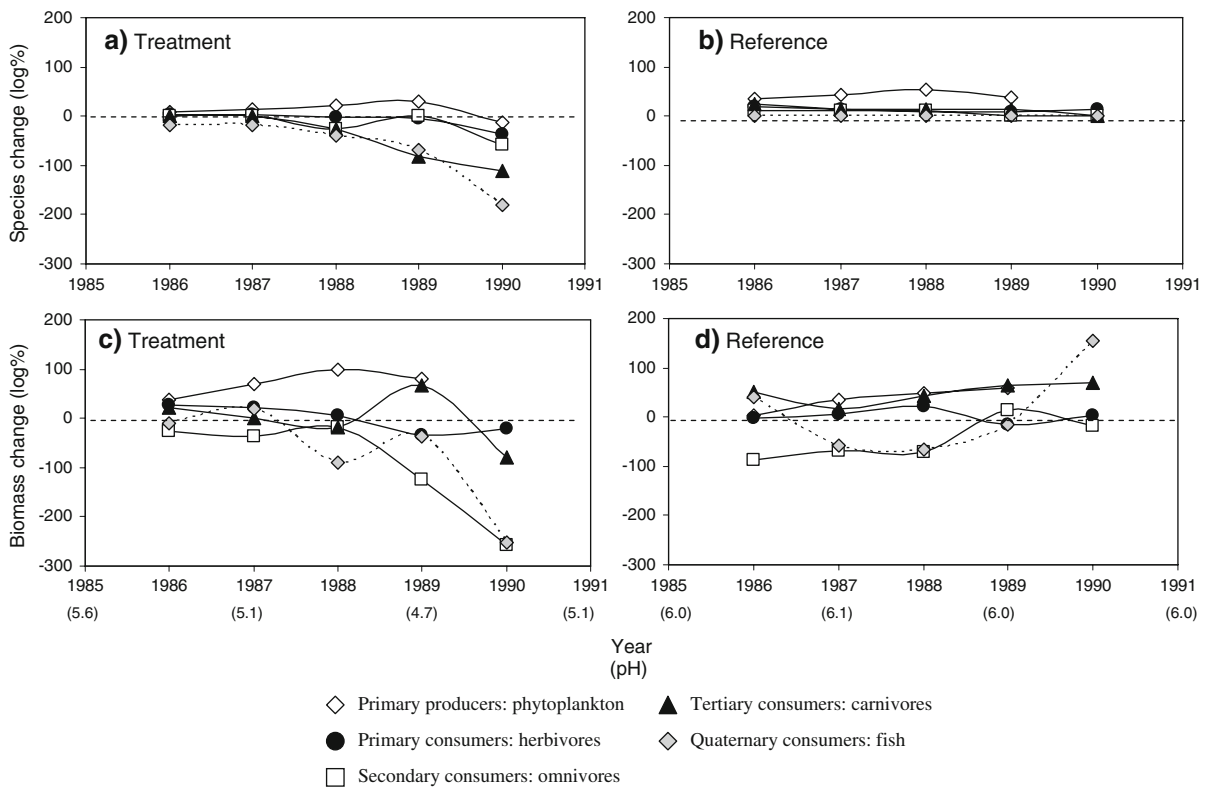 a) Treatment
b) Reference
Species change (log%)
200
100
0
-100
-200
-300
1985 1986 1987 1988 1989 1990 1991
200
100
0
-100
-200
-300
1985 1986 1987 1988 1989 1990 1991
c) Treatment
d) Reference
Biomass change (log%)
200
100
0
-100
-200
-300
1985 1986 1987 1988 1989 1990 1991
(5.6) (5.1) (4.7) (5.1)
200
100
0
-100
-200
-300
1985 1986 1987 1988 1989 1990 1991
(6.0) (6.1) (6.0) (6.0)
Year
(pH)
Primary producers: phytoplankton
Primary consumers: herbivores
Secondary consumers: omnivores
Tertiary consumers: carnivores
Quaternary consumers: fish